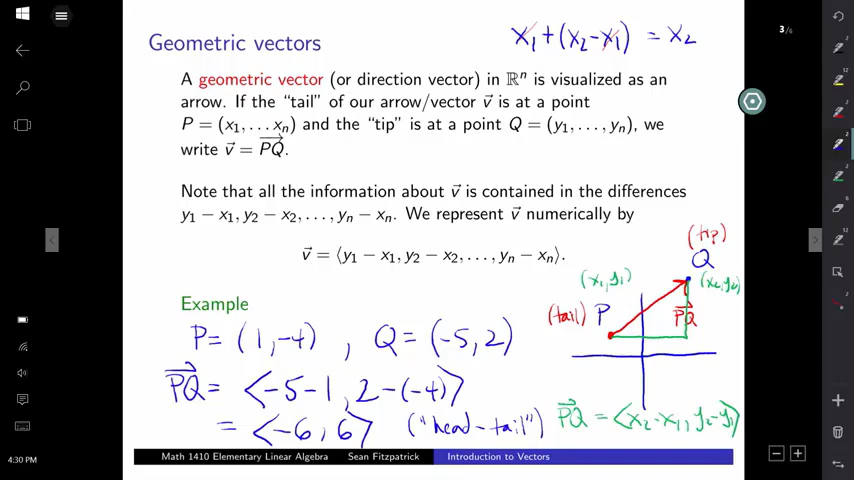 x₁+(x₂-x₁) = x₂
3/6
Geometric vectors
A geometric vector (or direction vector) in ℝⁿ is visualized as an
arrow. If the "tail" of our arrow/vector v⃗ is at a point
P = (x₁, . . . xₙ) and the "tip" is at a point Q = (y₁, . . . , yₙ), we
write v⃗ = P⃗Q⃗.
Note that all the information about v⃗ is contained in the differences
y₁ − x₁, y₂ − x₂, . . . , yₙ − xₙ. We represent v⃗ numerically by
v⃗ = ⟨y₁ − x₁, y₂ − x₂, . . . , yₙ − xₙ⟩.
(tip)
Q
(x₁,y₁)
(x₂,y₂)
(tail) P
P⃗Q⃗
Example
P = (1,-4) , Q = (-5,2)
P⃗Q⃗ = ⟨-5-1, 2-(-4)⟩
= ⟨-6, 6⟩ ("head-tail")
P⃗Q⃗ = ⟨x₂-x₁, y₂-y₁⟩
Math 1410 Elementary Linear Algebra Sean Fitzpatrick Introduction to Vectors
4:30 PM